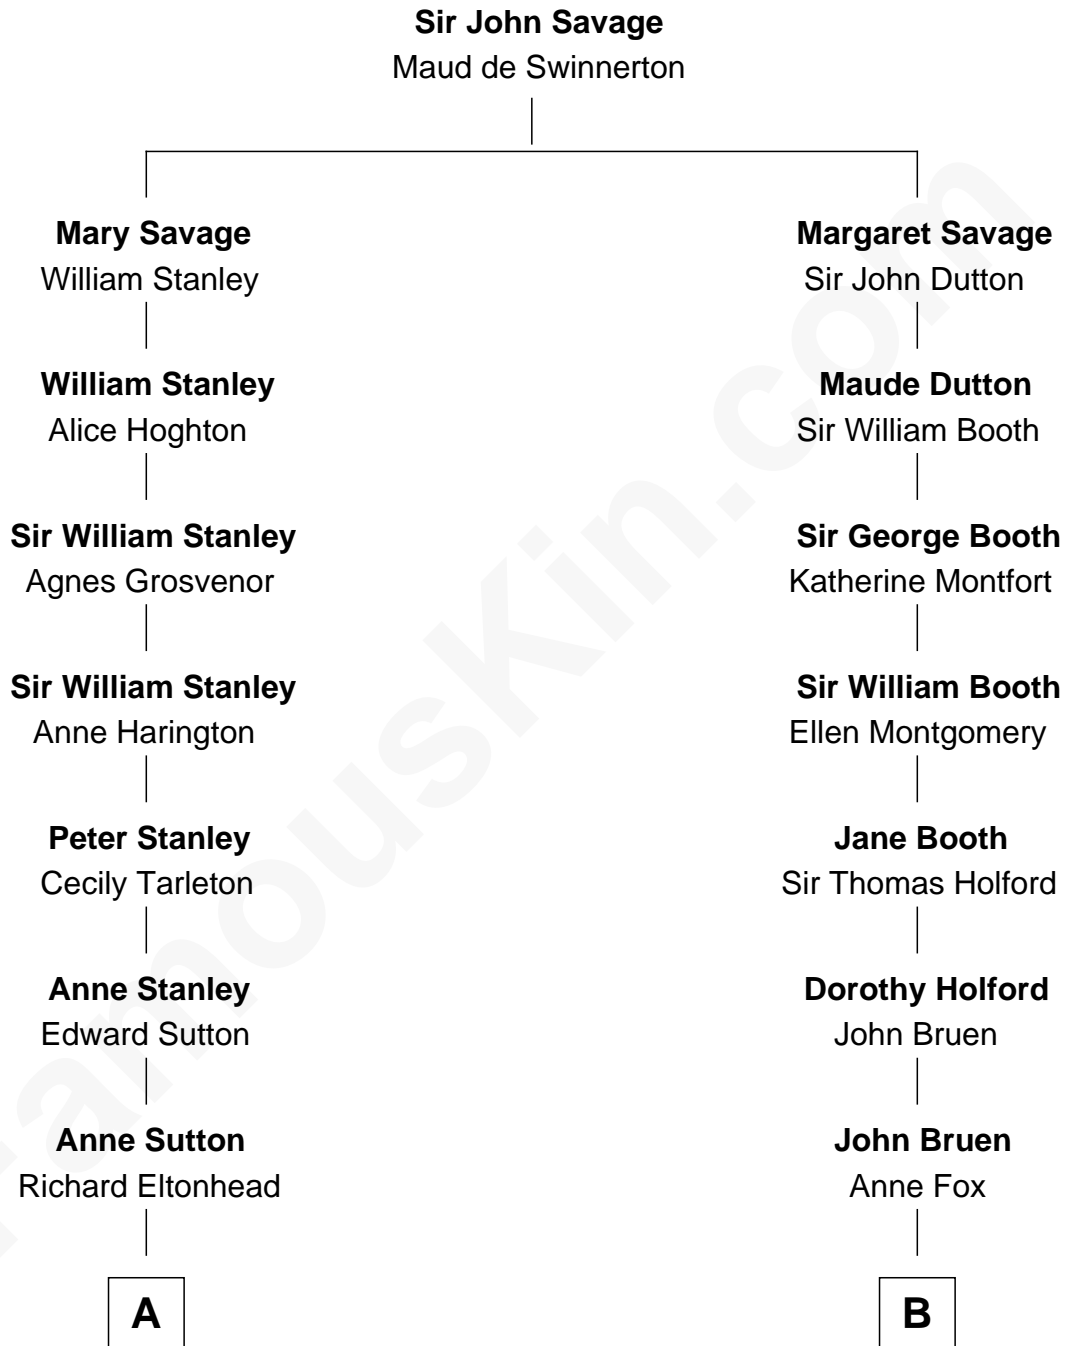 Sir John Savage
Maud de Swinnerton
Mary Savage
William Stanley
Margaret Savage
Sir John Dutton
William Stanley
Alice Hoghton
Maude Dutton
Sir William Booth
Sir William Stanley
Agnes Grosvenor
Sir George Booth
Katherine Montfort
Sir William Stanley
Anne Harington
Sir William Booth
Ellen Montgomery
Peter Stanley
Cecily Tarleton
Jane Booth
Sir Thomas Holford
Anne Stanley
Edward Sutton
Dorothy Holford
John Bruen
Anne Sutton
Richard Eltonhead
John Bruen
Anne Fox
A
B
FamousKin.com